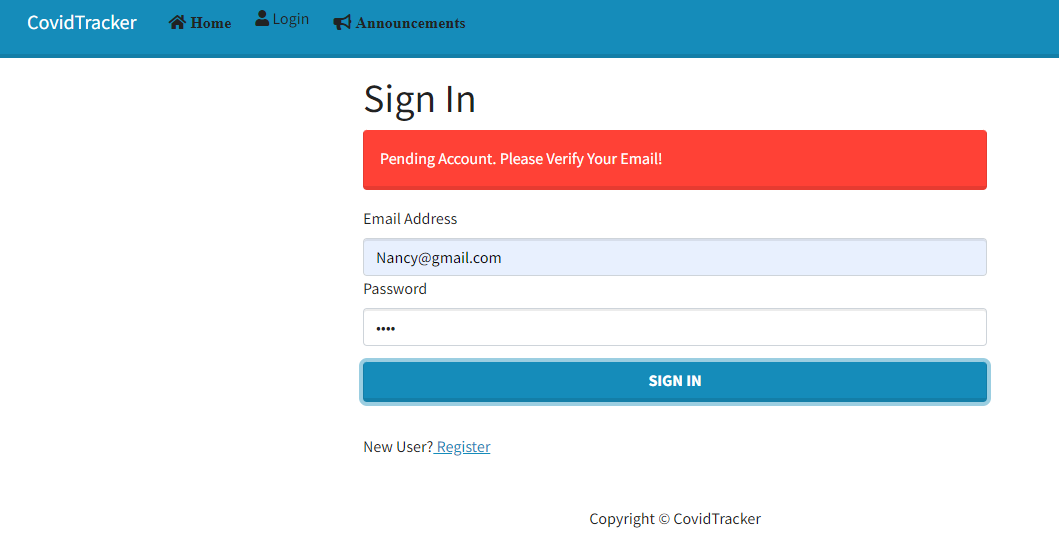 CovidTracker Home Login Announcements
Sign In
Pending Account. Please Verify Your Email!
Email Address
Nancy@gmail.com
Password
••••
SIGN IN
New User? Register
Copyright © CovidTracker